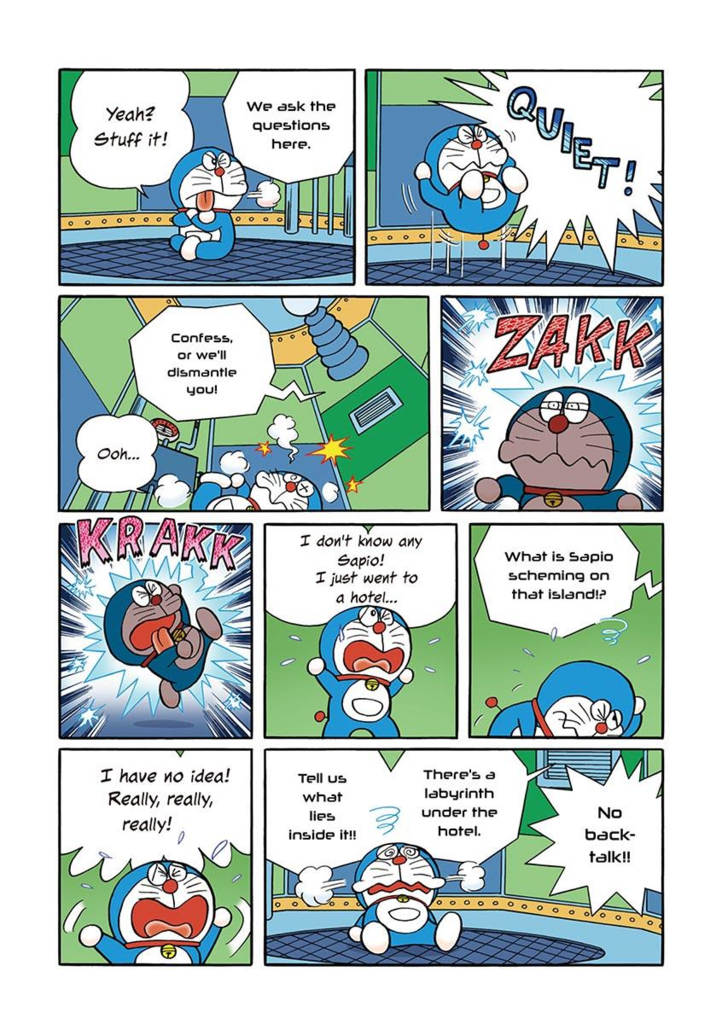 QUIET!
We ask the
questions
here.
Yeah?
Stuff it!
ZAKK
Confess,
or we'll
dismantle
you!
Ooh...
What is Sapio
scheming on
that island!?
I don't know any
Sapio!
I just went to
a hotel...
KRAKK
No
back-
talk!!
There's a
labyrinth
under the
hotel.
Tell us
what
lies
inside it!!
I have no idea!
Really, really,
really!